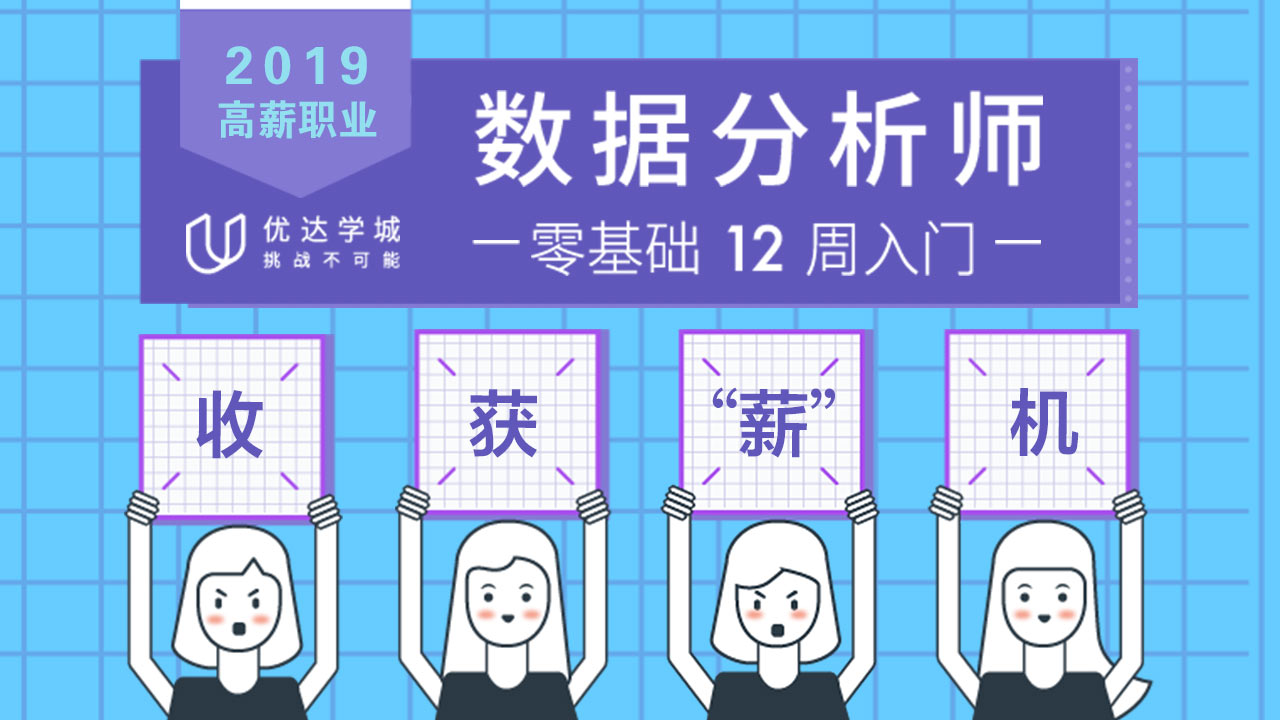 2019
高薪职业
数据分析师
优达学城
挑战不可能
一零基础 12 周入门一
收获“薪”机